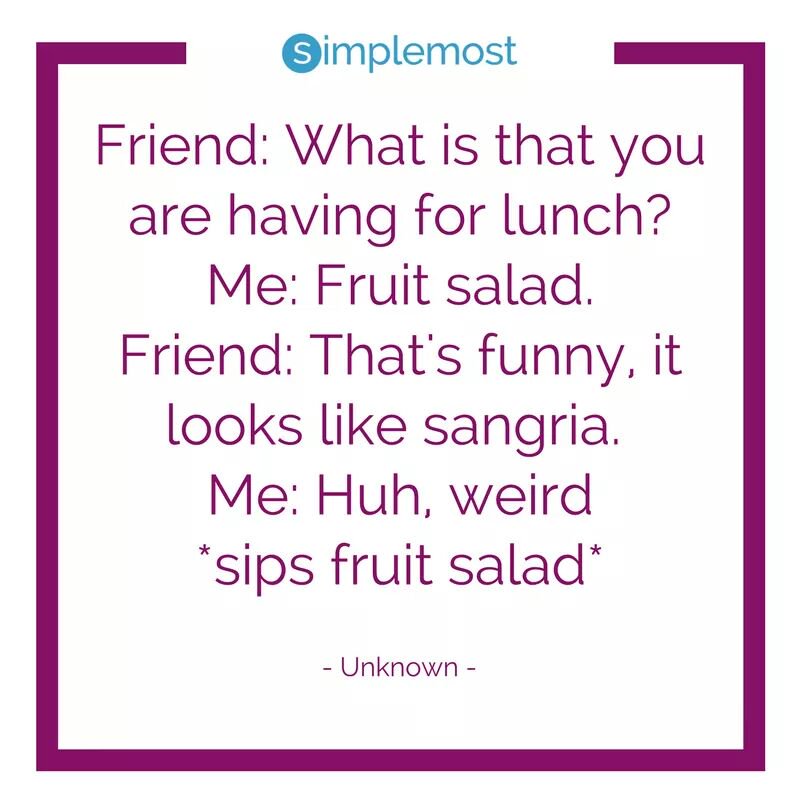 simplemost
Friend: What is that you
are having for lunch?
Me: Fruit salad.
Friend: That's funny, it
looks like sangria.
Me: Huh, weird
*sips fruit salad*
- Unknown -